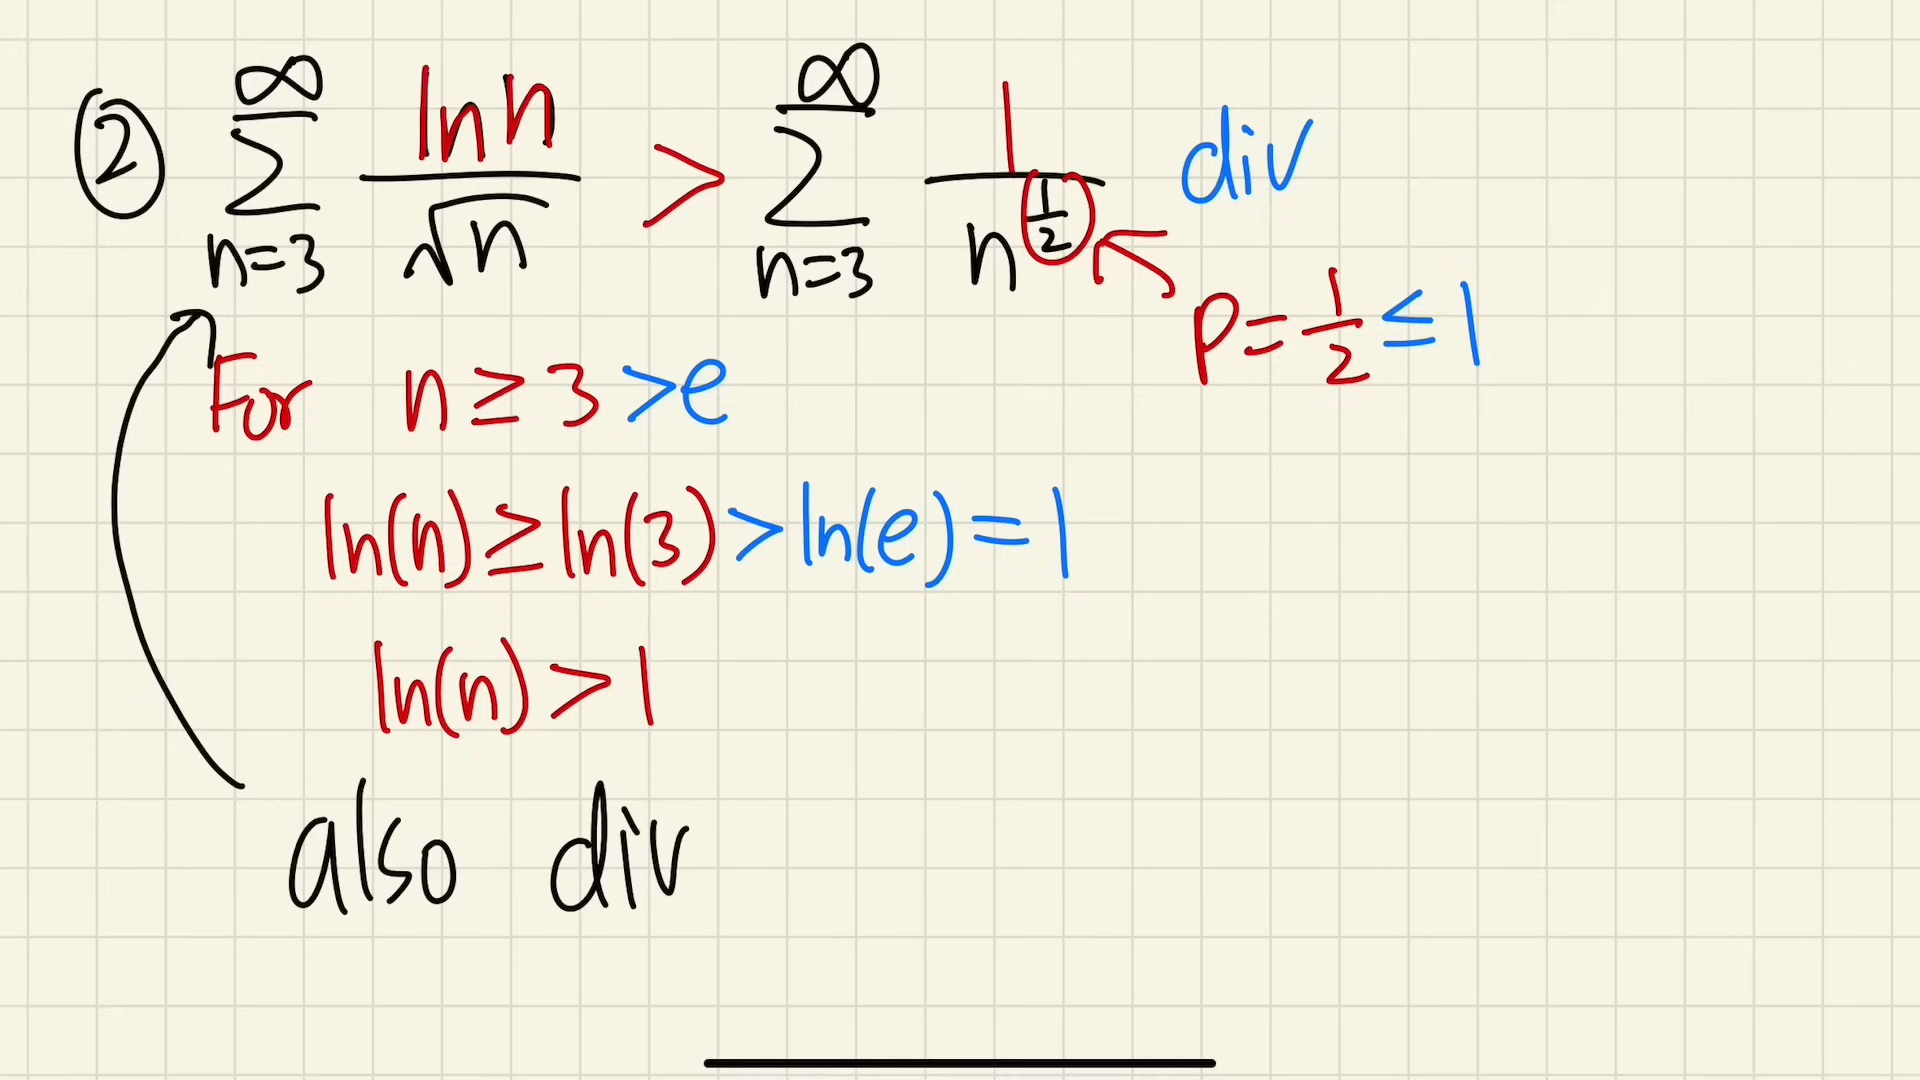 ② ∞∑n=3 ln n / √n > ∞∑n=3 1 / n^(1/2) div
p = 1/2 ≤ 1
For n ≥ 3 > e
ln(n) ≥ ln(3) > ln(e) = 1
ln(n) > 1
also div